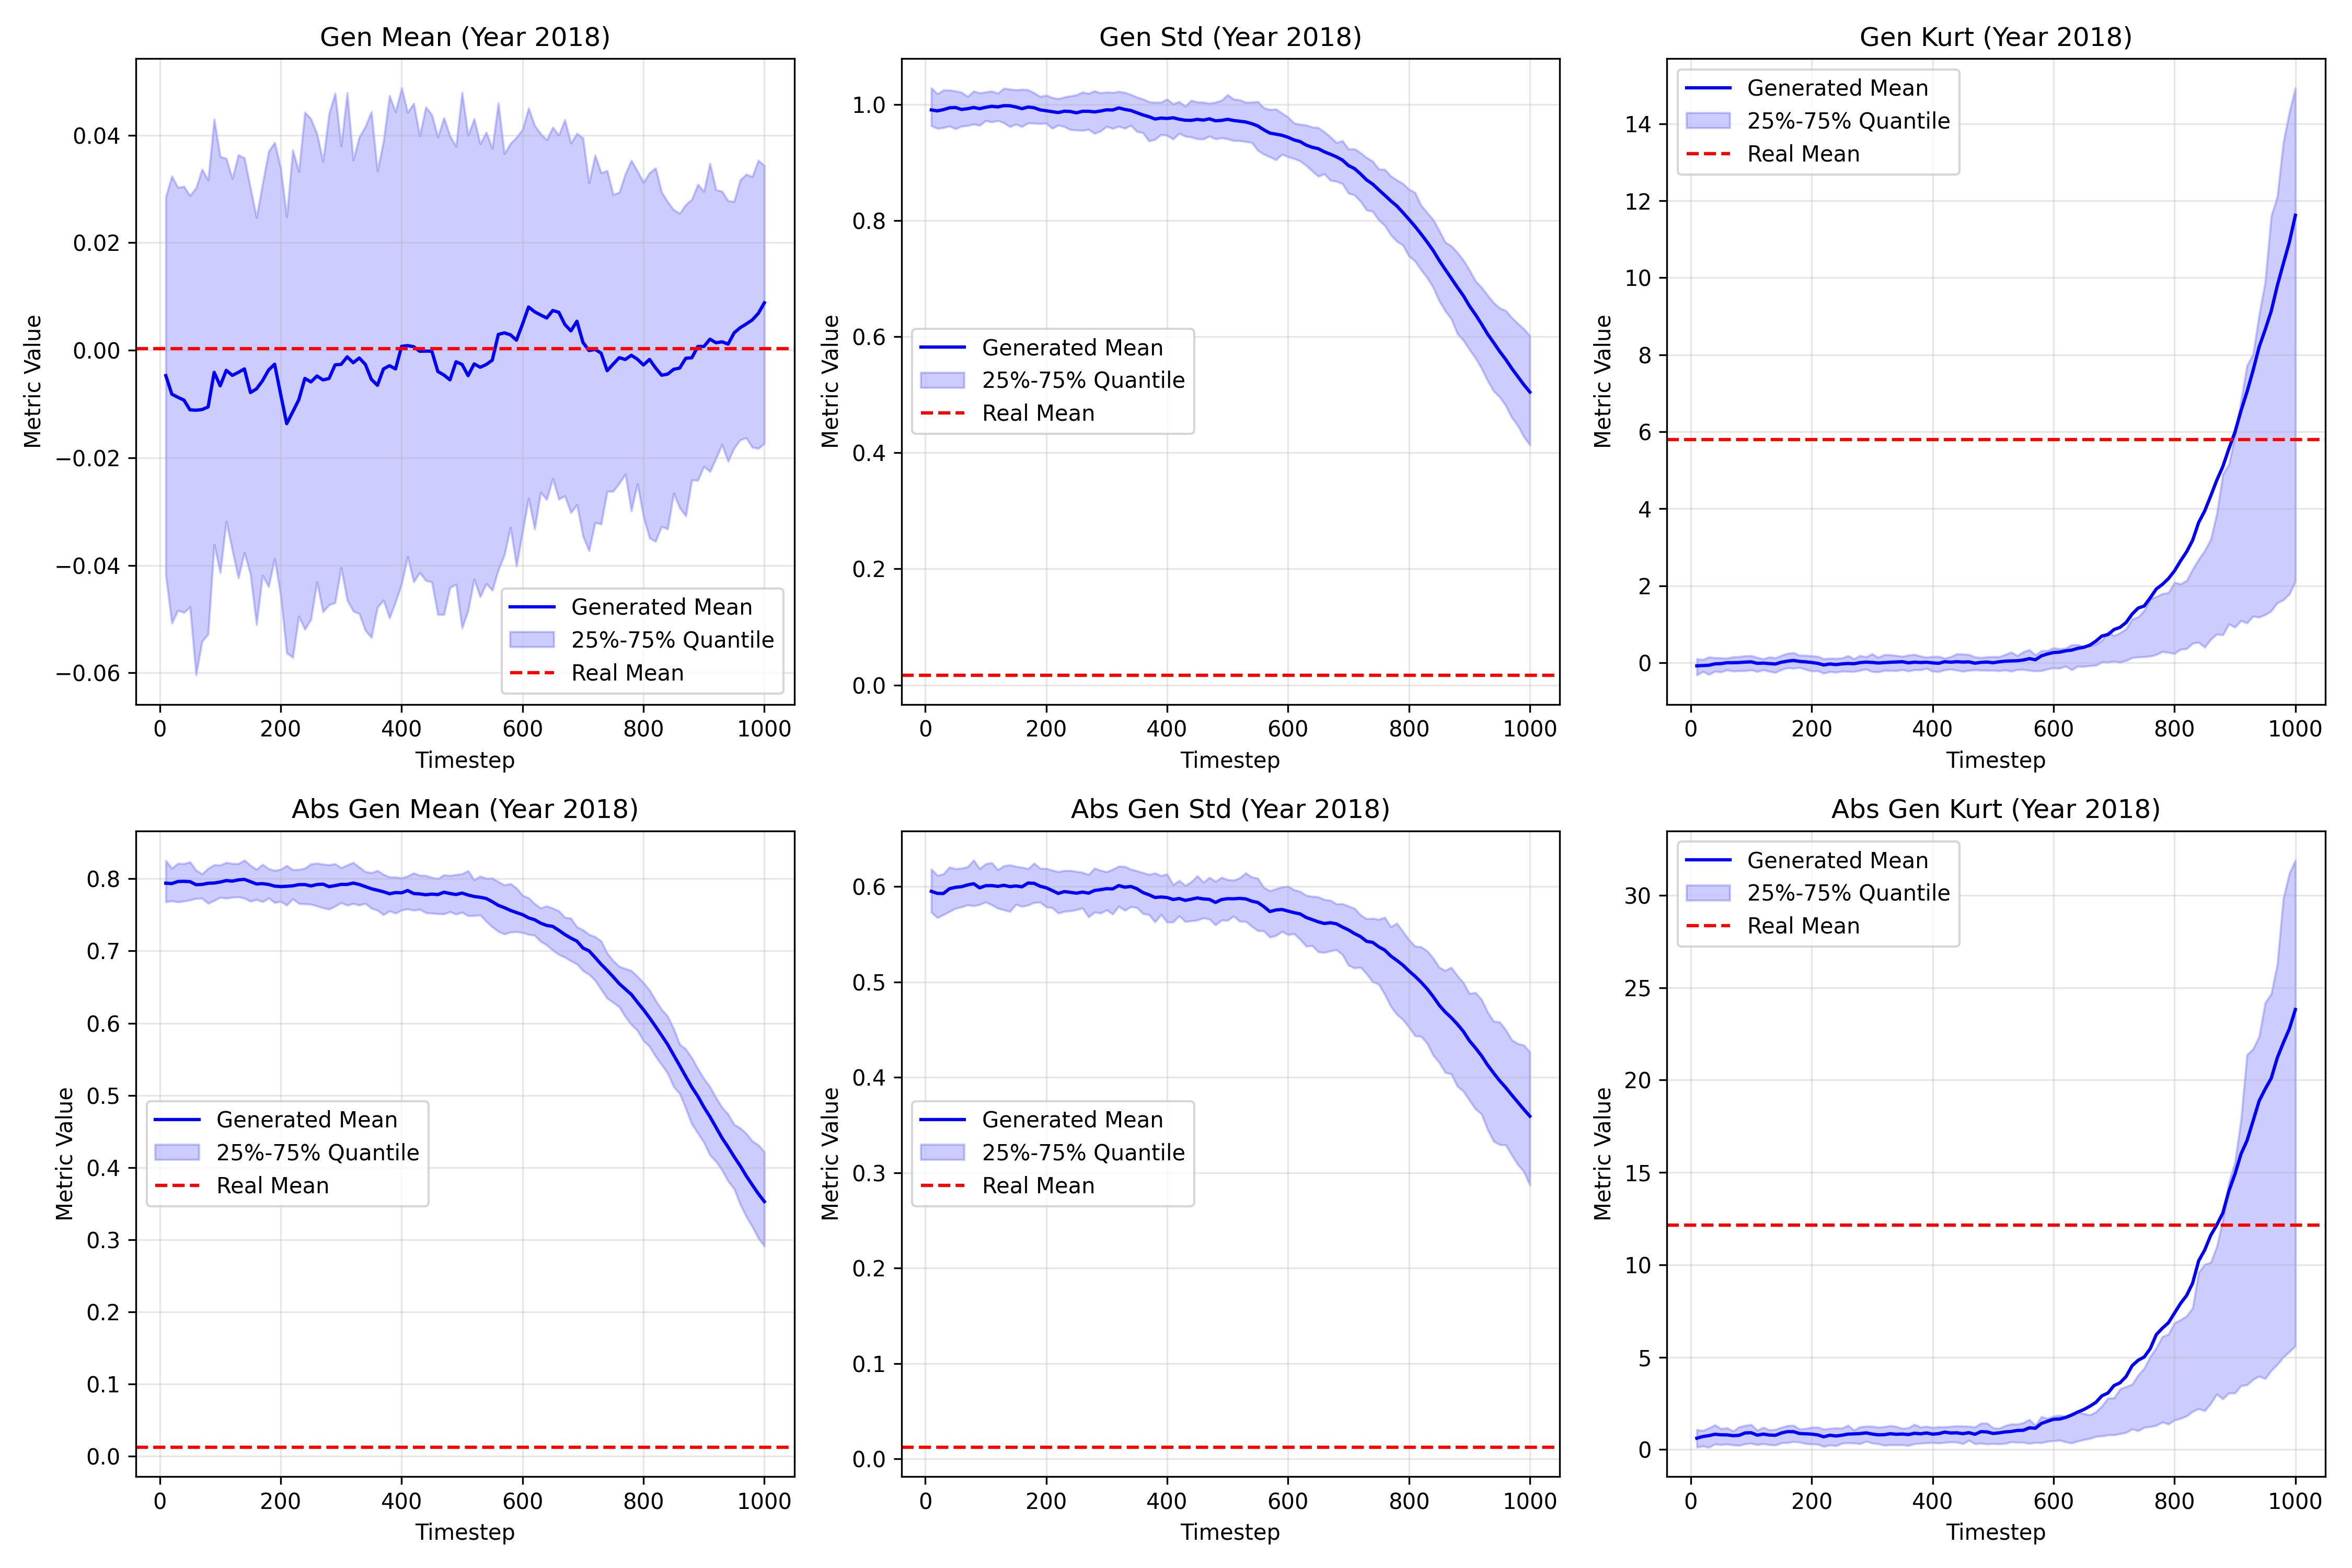 Gen Mean (Year 2018)
Metric Value
0.04
0.02
0.00
−0.02
−0.04
−0.06
Generated Mean
25%-75% Quantile
Real Mean
0 200 400 600 800 1000
Timestep
Gen Std (Year 2018)
Metric Value
1.0
0.8
0.6
0.4
0.2
0.0
Generated Mean
25%-75% Quantile
Real Mean
0 200 400 600 800 1000
Timestep
Gen Kurt (Year 2018)
Metric Value
14
12
10
8
6
4
2
0
Generated Mean
25%-75% Quantile
Real Mean
0 200 400 600 800 1000
Timestep
Abs Gen Mean (Year 2018)
Metric Value
0.8
0.7
0.6
0.5
0.4
0.3
0.2
0.1
0.0
Generated Mean
25%-75% Quantile
Real Mean
0 200 400 600 800 1000
Timestep
Abs Gen Std (Year 2018)
Metric Value
0.6
0.5
0.4
0.3
0.2
0.1
0.0
Generated Mean
25%-75% Quantile
Real Mean
0 200 400 600 800 1000
Timestep
Abs Gen Kurt (Year 2018)
Metric Value
30
25
20
15
10
5
0
Generated Mean
25%-75% Quantile
Real Mean
0 200 400 600 800 1000
Timestep